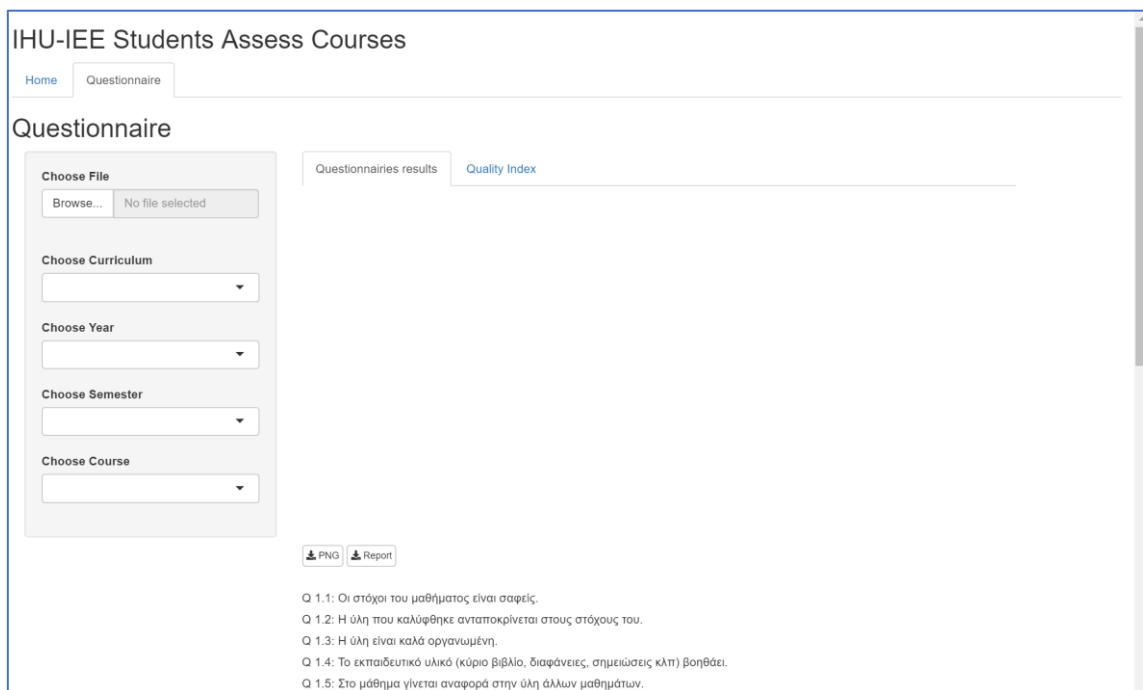 IHU-IEE Students Assess Courses
Home Questionnaire
Questionnaire
Choose File
Browse... No file selected
Choose Curriculum
Choose Year
Choose Semester
Choose Course
Questionnairies results Quality Index
PNG Report
Q 1.1: Οι στόχοι του μαθήματος είναι σαφείς.
Q 1.2: Η ύλη που καλύφθηκε ανταποκρίνεται στους στόχους του.
Q 1.3: Η ύλη είναι καλά οργανωμένη.
Q 1.4: Το εκπαιδευτικό υλικό (κύριο βιβλίο, διαφάνειες, σημειώσεις κλπ) βοηθάει.
Q 1.5: Στο μάθημα γίνεται αναφορά στην ύλη άλλων μαθημάτων.